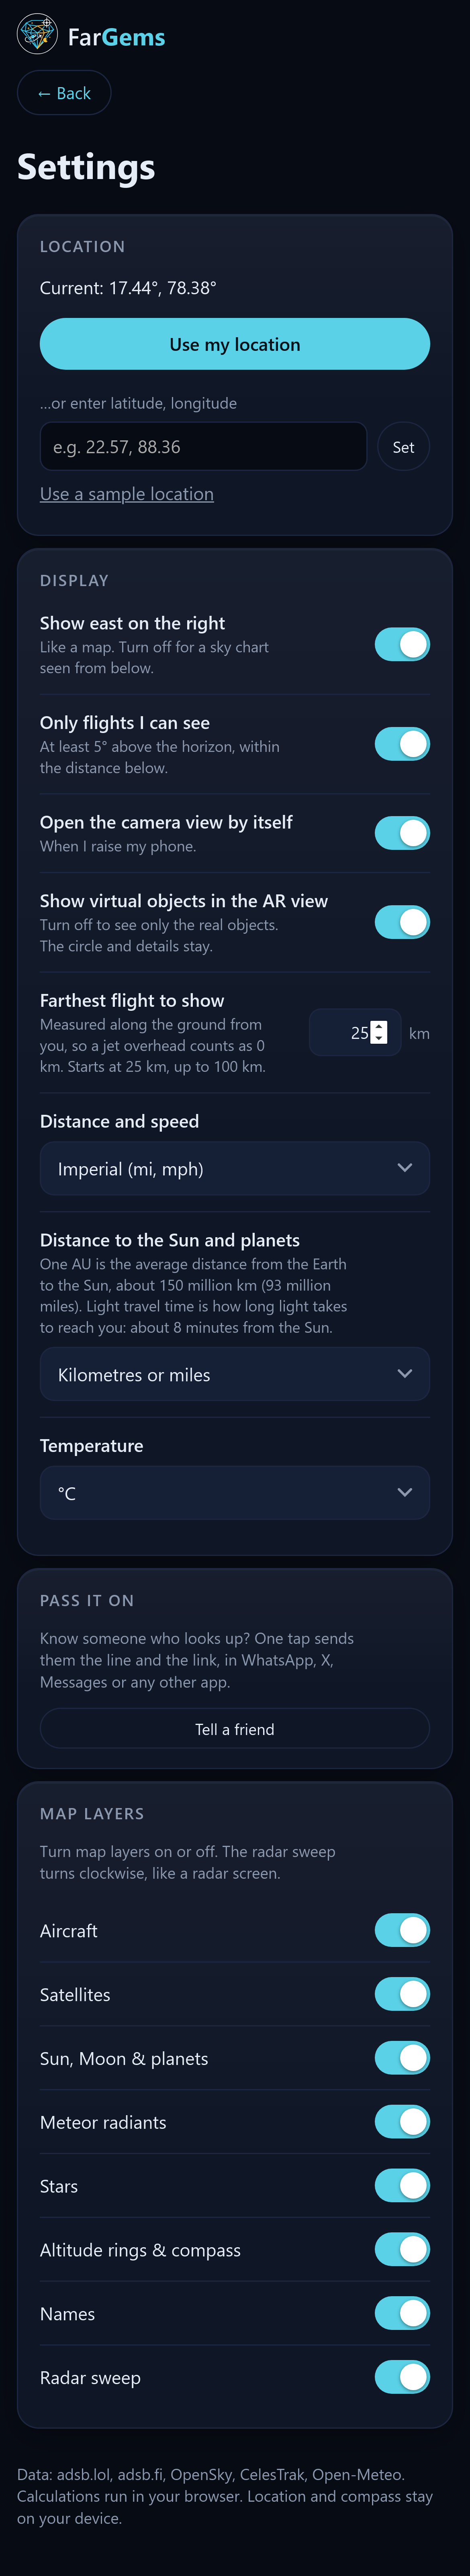 FarGems
← Back
Settings
LOCATION
Current: 17.44°, 78.38°
Use my location
...or enter latitude, longitude
e.g. 22.57, 88.36
Set
Use a sample location
DISPLAY
Show east on the right
Like a map. Turn off for a sky chart
seen from below.
Only flights I can see
At least 5° above the horizon, within
the distance below.
Open the camera view by itself
When I raise my phone.
Show virtual objects in the AR view
Turn off to see only the real objects.
The circle and details stay.
Farthest flight to show
Measured along the ground from
you, so a jet overhead counts as 0
km. Starts at 25 km, up to 100 km.
25 km
Distance and speed
Imperial (mi, mph)
Distance to the Sun and planets
One AU is the average distance from the Earth
to the Sun, about 150 million km (93 million
miles). Light travel time is how long light takes
to reach you: about 8 minutes from the Sun.
Kilometres or miles
Temperature
°C
PASS IT ON
Know someone who looks up? One tap sends
them the line and the link, in WhatsApp, X,
Messages or any other app.
Tell a friend
MAP LAYERS
Turn map layers on or off. The radar sweep
turns clockwise, like a radar screen.
Aircraft
Satellites
Sun, Moon & planets
Meteor radiants
Stars
Altitude rings & compass
Names
Radar sweep
Data: adsb.lol, adsb.fi, OpenSky, CelesTrak, Open-Meteo.
Calculations run in your browser. Location and compass stay
on your device.